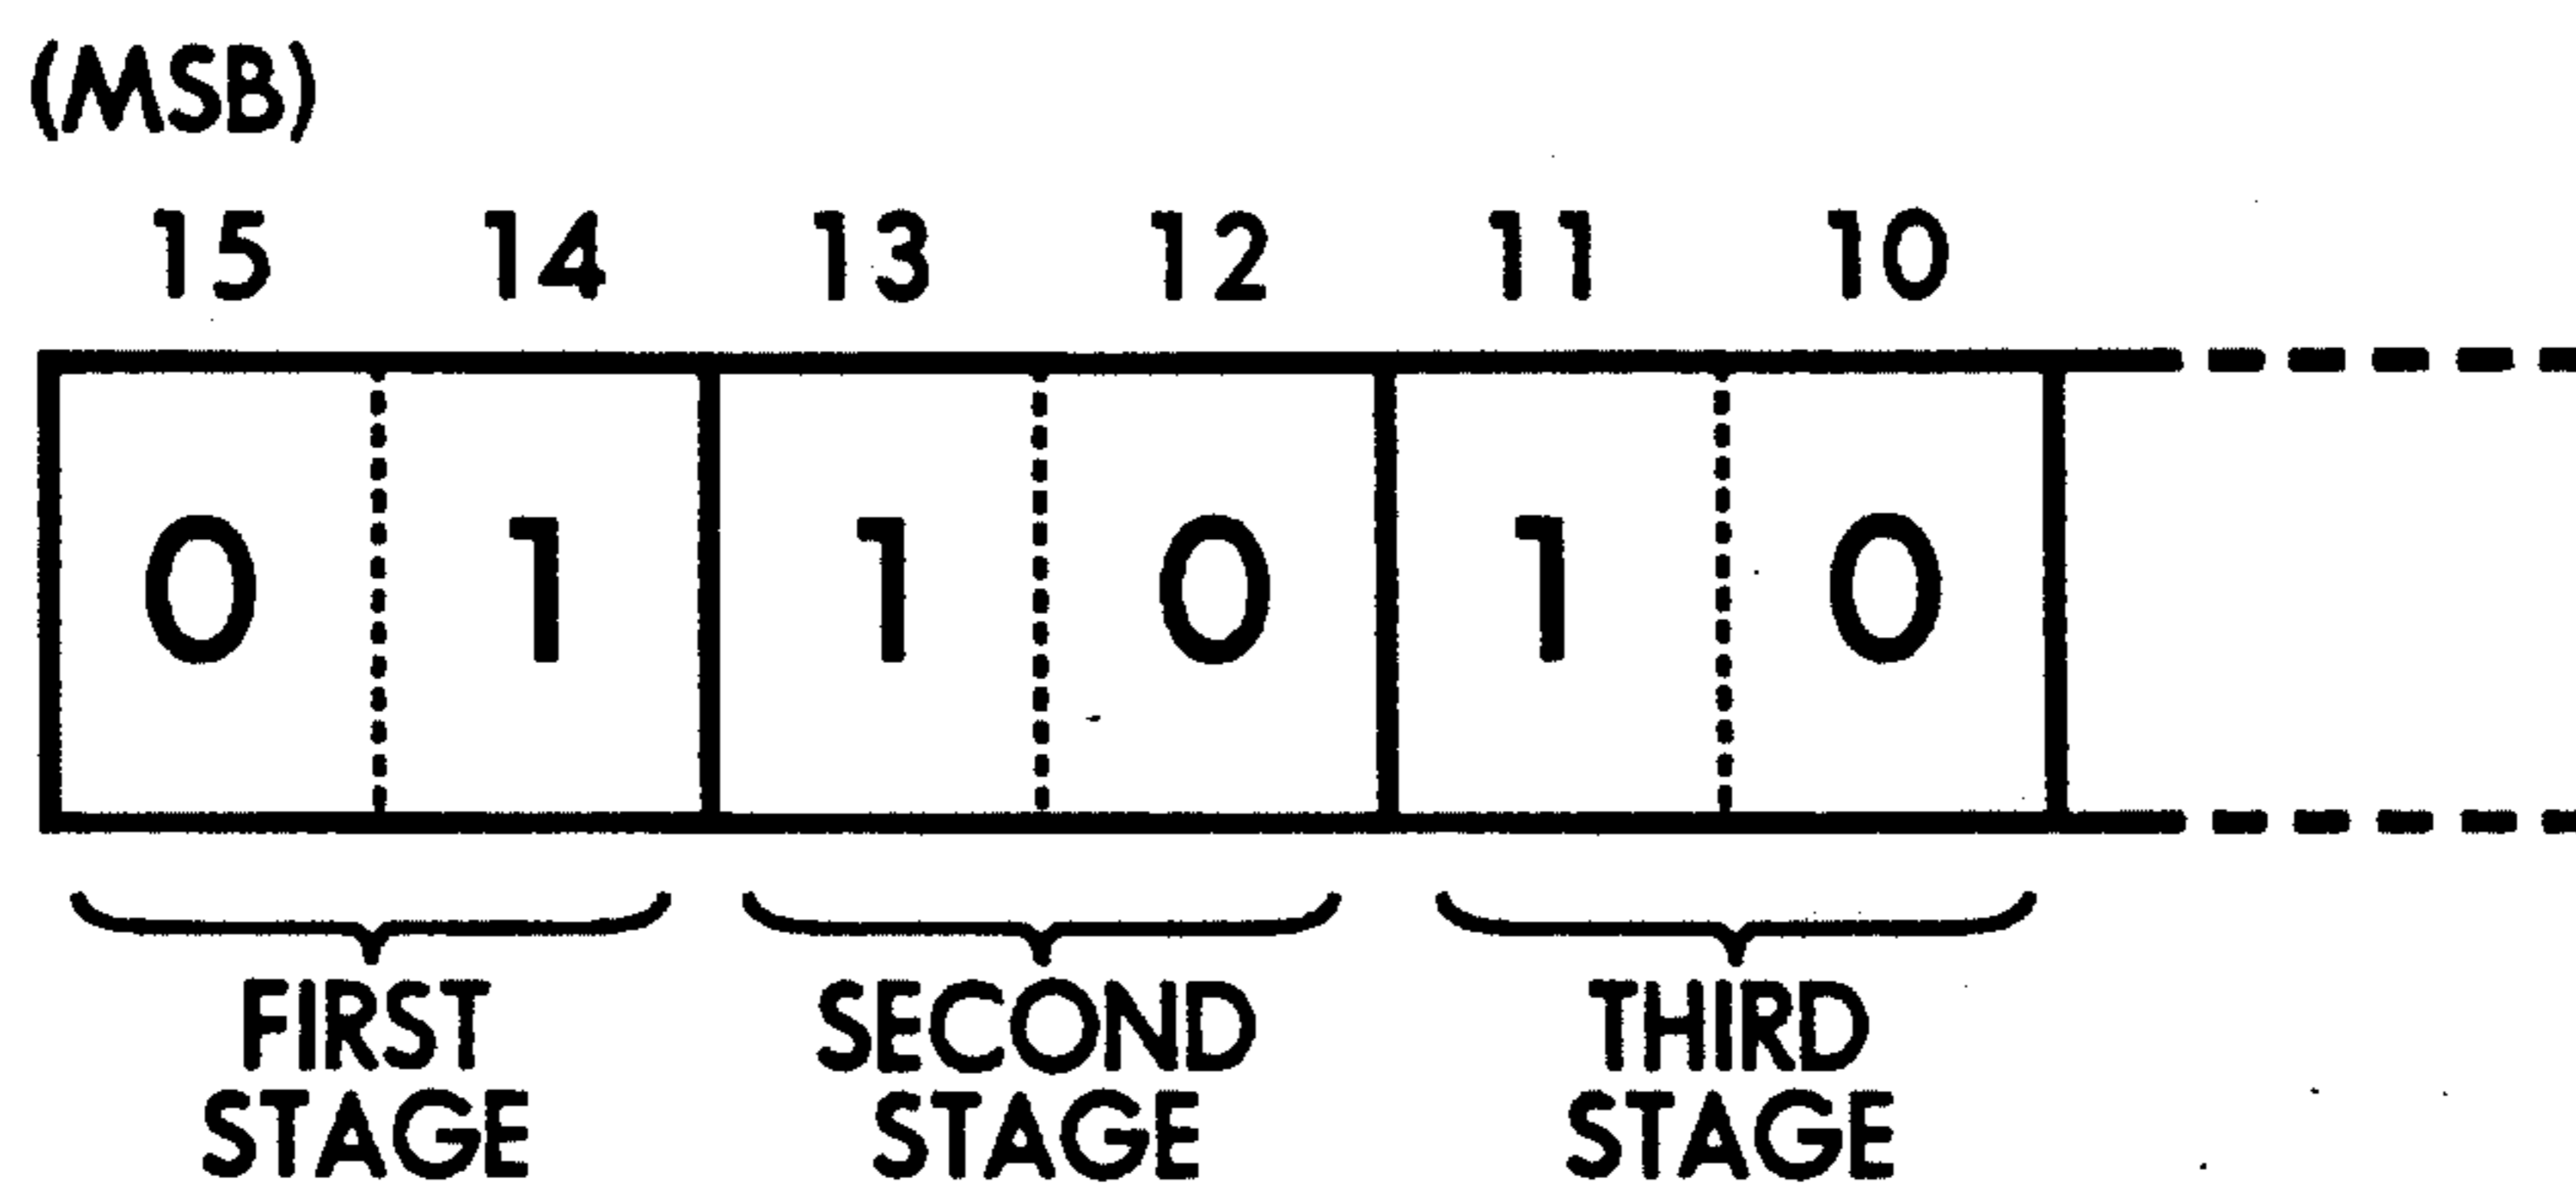 (MSB)
15 14 13 12 11 10
0 1 1 0 1 0
FIRST SECOND THIRD
STAGE STAGE STAGE